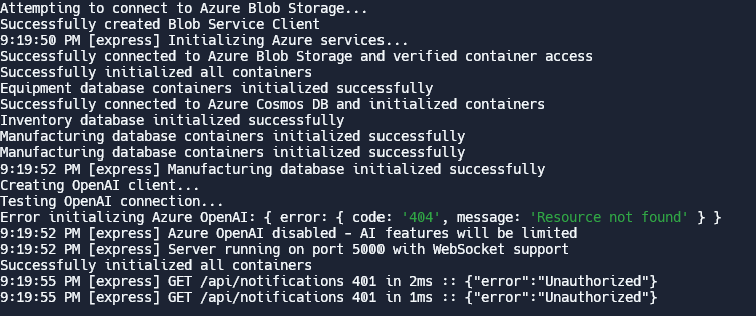 Attempting to connect to Azure Blob Storage...
Successfully created Blob Service Client
9:19:50 PM [express] Initializing Azure services...
Successfully connected to Azure Blob Storage and verified container access
Successfully initialized all containers
Equipment database containers initialized successfully
Successfully connected to Azure Cosmos DB and initialized containers
Inventory database initialized successfully
Manufacturing database containers initialized successfully
Manufacturing database containers initialized successfully
9:19:52 PM [express] Manufacturing database initialized successfully
Creating OpenAI client...
Testing OpenAI connection...
Error initializing Azure OpenAI: { error: { code: '404', message: 'Resource not found' } }
9:19:52 PM [express] Azure OpenAI disabled - AI features will be limited
9:19:52 PM [express] Server running on port 5000 with WebSocket support
Successfully initialized all containers
9:19:55 PM [express] GET /api/notifications 401 in 2ms :: {"error":"Unauthorized"}
9:19:55 PM [express] GET /api/notifications 401 in 1ms :: {"error":"Unauthorized"}